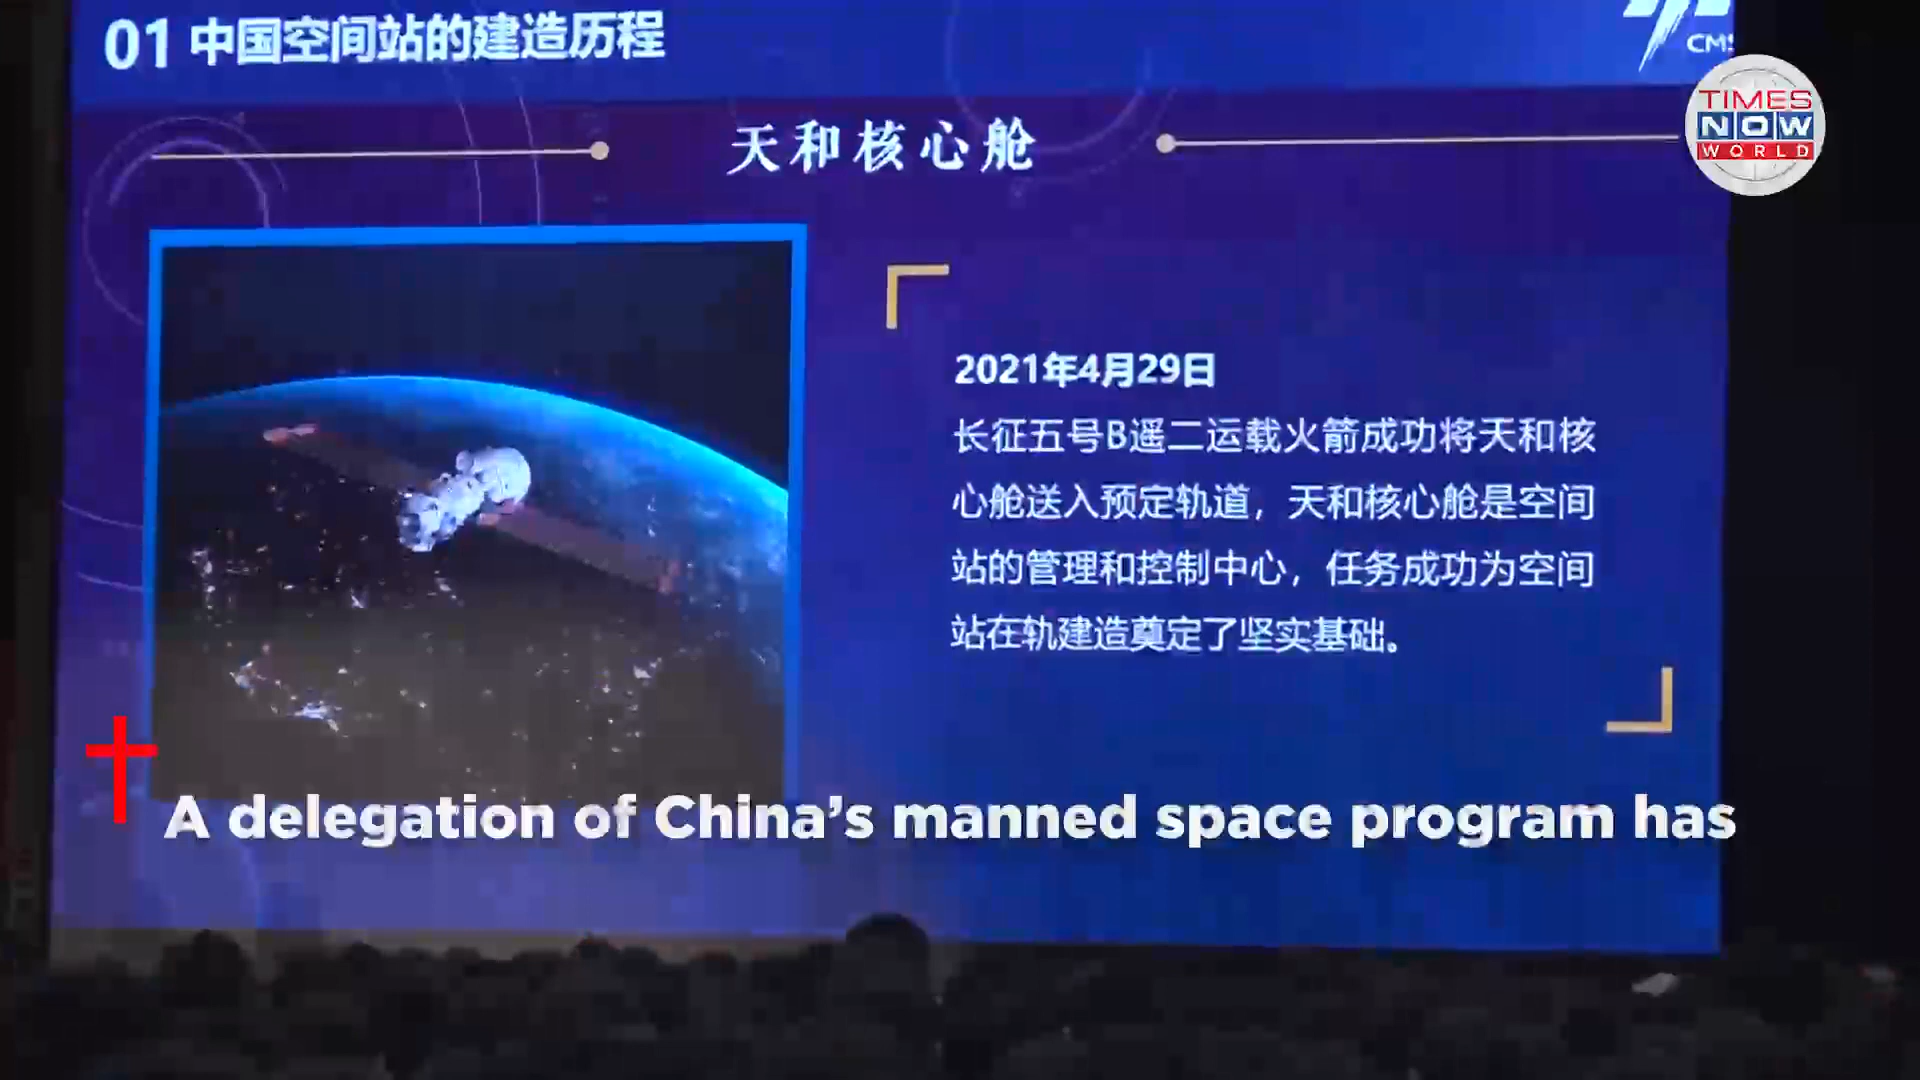 01 中国空间站的建造历程
CMS
TIMES
NOW
WORLD
天和核心舱
2021年4月29日
长征五号B遥二运载火箭成功将天和核
心舱送入预定轨道，天和核心舱是空间
站的管理和控制中心，任务成功为空间
站在轨建造奠定了坚实基础。
A delegation of China’s manned space program has